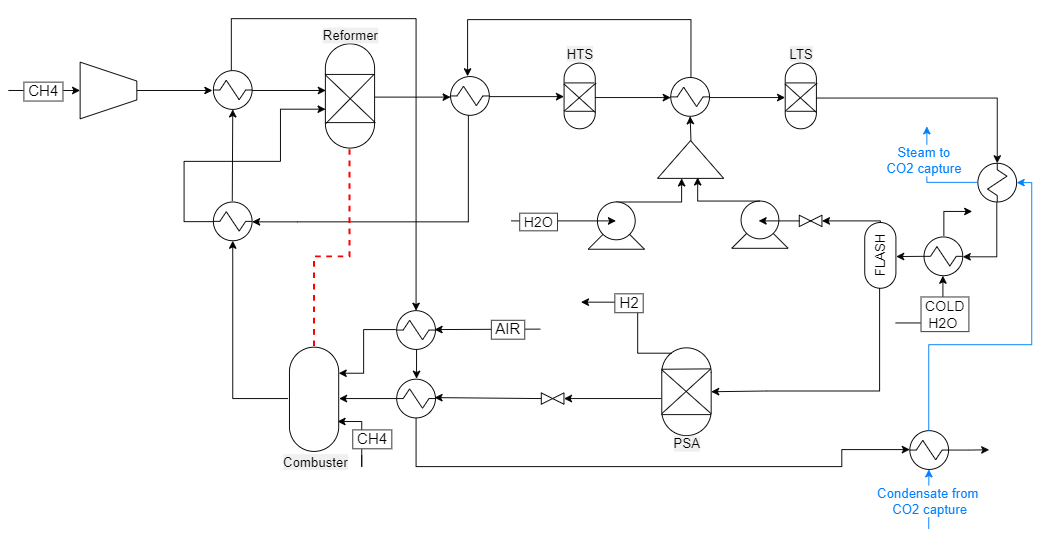 Reformer
HTS
LTS
CH4
Steam to
CO2 capture
H2O
FLASH
COLD
H2O
H2
AIR
CH4
PSA
Combuster
Condensate from
CO2 capture